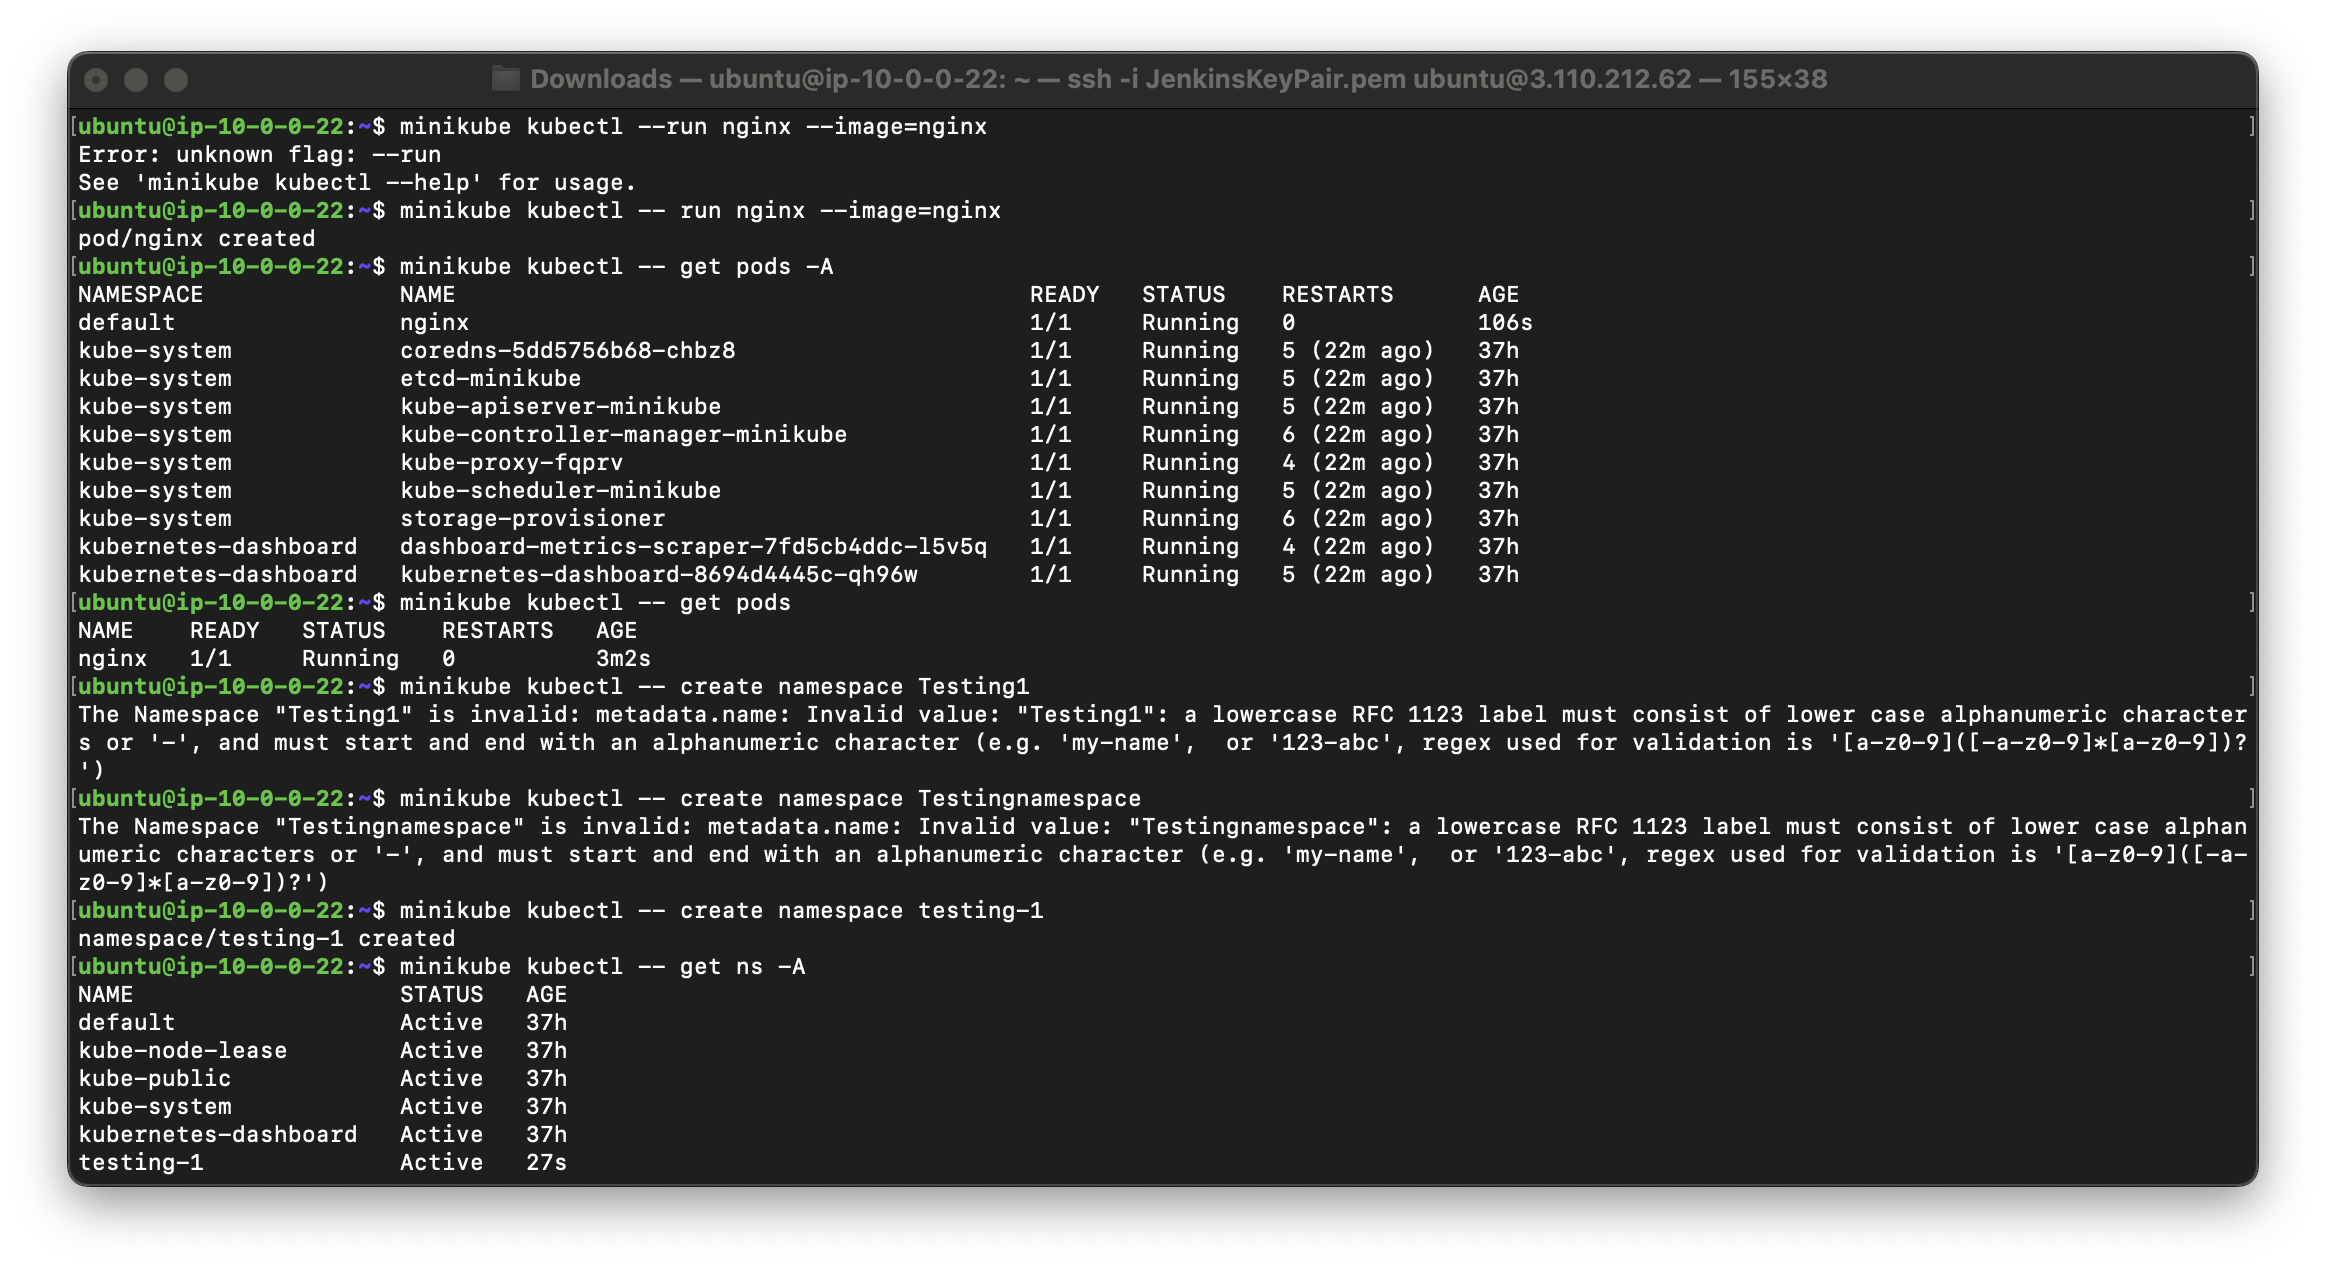 Downloads — ubuntu@ip-10-0-0-22: ~ — ssh -i JenkinsKeyPair.pem ubuntu@3.110.212.62 — 155×38
[ubuntu@ip-10-0-0-22:~$ minikube kubectl --run nginx --image=nginx ]
Error: unknown flag: --run
See 'minikube kubectl --help' for usage.
[ubuntu@ip-10-0-0-22:~$ minikube kubectl -- run nginx --image=nginx ]
pod/nginx created
[ubuntu@ip-10-0-0-22:~$ minikube kubectl -- get pods -A ]
NAMESPACE              NAME                                         READY   STATUS    RESTARTS      AGE
default                nginx                                        1/1     Running   0             106s
kube-system            coredns-5dd5756b68-chbz8                     1/1     Running   5 (22m ago)   37h
kube-system            etcd-minikube                                1/1     Running   5 (22m ago)   37h
kube-system            kube-apiserver-minikube                      1/1     Running   5 (22m ago)   37h
kube-system            kube-controller-manager-minikube             1/1     Running   6 (22m ago)   37h
kube-system            kube-proxy-fqprv                             1/1     Running   4 (22m ago)   37h
kube-system            kube-scheduler-minikube                      1/1     Running   5 (22m ago)   37h
kube-system            storage-provisioner                          1/1     Running   6 (22m ago)   37h
kubernetes-dashboard   dashboard-metrics-scraper-7fd5cb4ddc-l5v5q   1/1     Running   4 (22m ago)   37h
kubernetes-dashboard   kubernetes-dashboard-8694d4445c-qh96w        1/1     Running   5 (22m ago)   37h
[ubuntu@ip-10-0-0-22:~$ minikube kubectl -- get pods ]
NAME    READY   STATUS    RESTARTS   AGE
nginx   1/1     Running   0          3m2s
[ubuntu@ip-10-0-0-22:~$ minikube kubectl -- create namespace Testing1 ]
The Namespace "Testing1" is invalid: metadata.name: Invalid value: "Testing1": a lowercase RFC 1123 label must consist of lower case alphanumeric character
s or '-', and must start and end with an alphanumeric character (e.g. 'my-name',  or '123-abc', regex used for validation is '[a-z0-9]([-a-z0-9]*[a-z0-9])?
')
[ubuntu@ip-10-0-0-22:~$ minikube kubectl -- create namespace Testingnamespace ]
The Namespace "Testingnamespace" is invalid: metadata.name: Invalid value: "Testingnamespace": a lowercase RFC 1123 label must consist of lower case alphan
umeric characters or '-', and must start and end with an alphanumeric character (e.g. 'my-name',  or '123-abc', regex used for validation is '[a-z0-9]([-a-
z0-9]*[a-z0-9])?')
[ubuntu@ip-10-0-0-22:~$ minikube kubectl -- create namespace testing-1 ]
namespace/testing-1 created
[ubuntu@ip-10-0-0-22:~$ minikube kubectl -- get ns -A ]
NAME                   STATUS   AGE
default                Active   37h
kube-node-lease        Active   37h
kube-public            Active   37h
kube-system            Active   37h
kubernetes-dashboard   Active   37h
testing-1              Active   27s